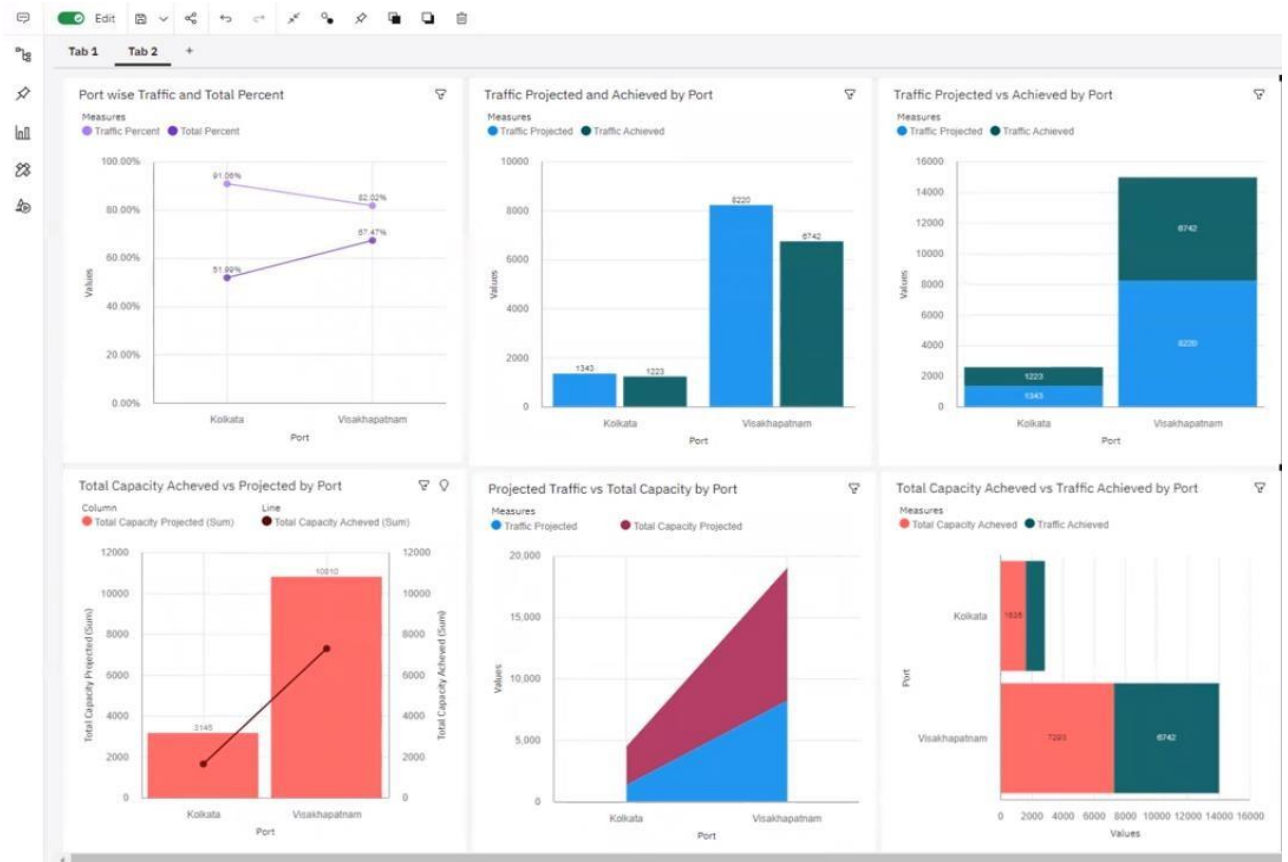 Edit
Tab 1 Tab 2 +
Port wise Traffic and Total Percent
Measures
Traffic Percent Total Percent
100.00%
80.00%
60.00%
40.00%
20.00%
0.00%
Values
91.06%
82.02%
67.47%
51.99%
Kolkata Visakhapatnam
Port
Traffic Projected and Achieved by Port
Measures
Traffic Projected Traffic Achieved
10000
8000
6000
4000
2000
0
Values
8220
6742
1343
1223
Kolkata Visakhapatnam
Port
Traffic Projected vs Achieved by Port
Measures
Traffic Projected Traffic Achieved
16000
14000
12000
10000
8000
6000
4000
2000
0
Values
6742
8220
1223
1343
Kolkata Visakhapatnam
Port
Total Capacity Acheved vs Projected by Port
Column Line
Total Capacity Projected (Sum) Total Capacity Acheved (Sum)
12000 12000
10000 10000
8000 8000
6000 6000
4000 4000
2000 2000
0 0
Total Capacity Projected (Sum)
Total Capacity Acheved (Sum)
10810
3145
Kolkata Visakhapatnam
Port
Projected Traffic vs Total Capacity by Port
Measures
Traffic Projected Total Capacity Projected
20,000
15,000
10,000
5,000
0
Values
Kolkata Visakhapatnam
Port
Total Capacity Acheved vs Traffic Achieved by Port
Measures
Total Capacity Acheved Traffic Achieved
Port
Kolkata
Visakhapatnam
7293 6742
0 2000 4000 6000 8000 10000 12000 14000 16000
Values